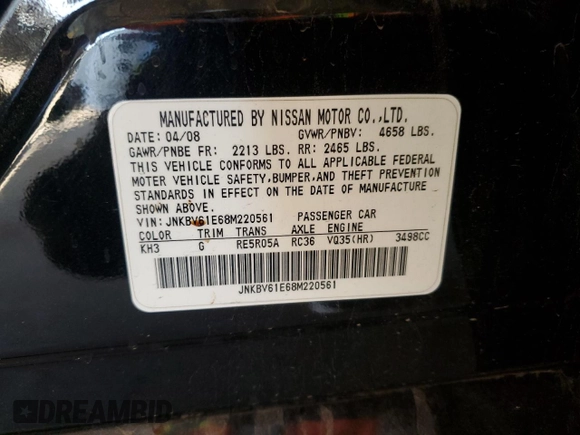 MANUFACTURED BY NISSAN MOTOR CO.,LTD.
DATE: 04/08 GVWR/PNBV: 4658 LBS.
GAWR/PNBE FR: 2213 LBS. RR: 2465 LBS.
THIS VEHICLE CONFORMS TO ALL APPLICABLE FEDERAL
MOTER VEHICLE SAFETY,BUMPER,AND THEFT PREVENTION
STANDARDS IN EFFECT ON THE DATE OF MANUFACTURE
SHOWN ABOVE.
VIN:JNKBV61E68M220561 PASSENGER CAR
COLOR TRIM TRANS AXLE ENGINE
KH3 G RE5R05A RC36 VQ35(HR) 3498CC
JNKBV61E68M220561
DREAMBID